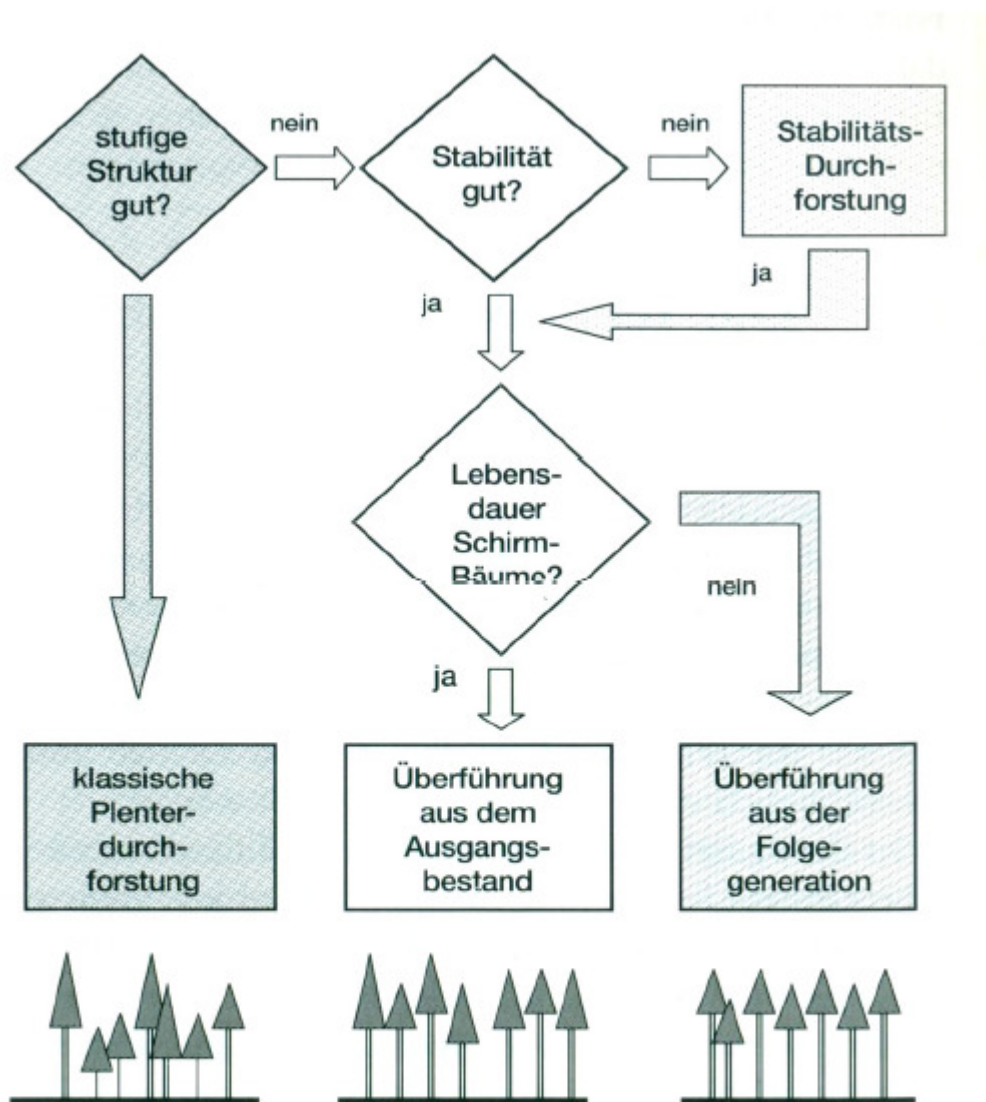 stufige
Struktur
gut?
nein
Stabilität
gut?
nein
Stabilitäts-
Durch-
forstung
ja
ja
Lebens-
dauer
Schirm-
Bäume?
nein
ja
klassische
Plenter-
durch-
forstung
Überführung
aus dem
Ausgangs-
bestand
Überführung
aus der
Folge-
generation